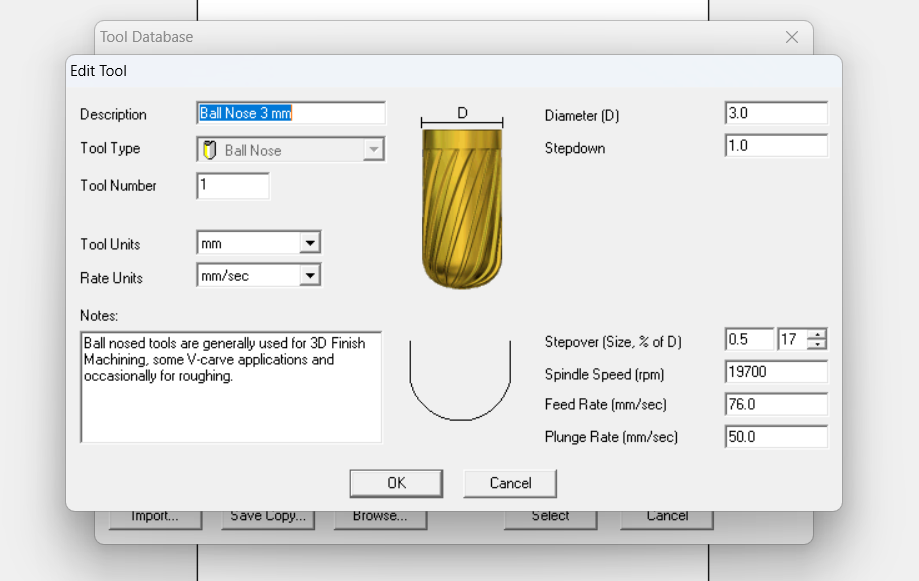 Tool Database
Edit Tool
Description
Ball Nose 3 mm
D
Diameter (D)
3.0
Tool Type
Ball Nose
Stepdown
1.0
Tool Number
1
Tool Units
mm
Rate Units
mm/sec
Notes:
Ball nosed tools are generally used for 3D Finish
Machining, some V-carve applications and
occasionally for roughing.
Stepover (Size, % of D)
0.5
17
Spindle Speed (rpm)
19700
Feed Rate (mm/sec)
76.0
Plunge Rate (mm/sec)
50.0
OK
Cancel
Import...
Save Copy...
Browse...
Select
Cancel